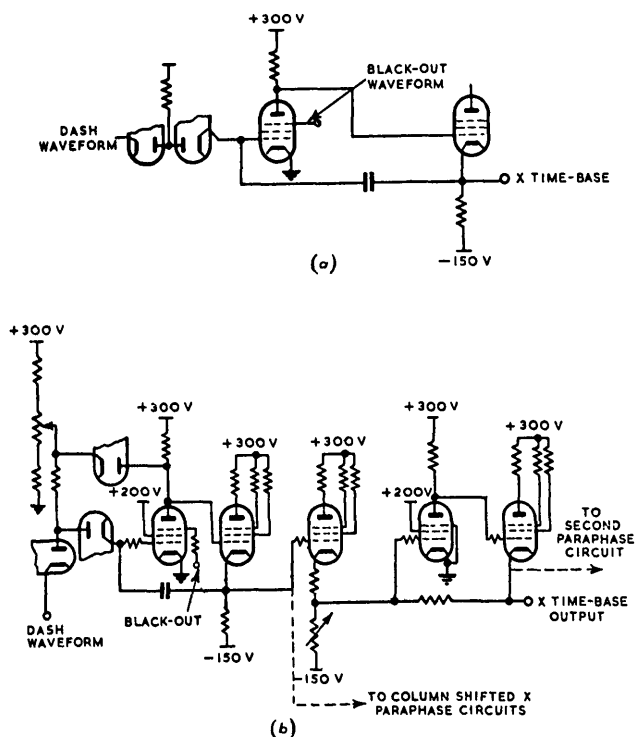 +300 V
BLACK-OUT
WAVEFORM
DASH
WAVEFORM
X TIME-BASE
−150 V
(a)
+300 V
+300 V
+300 V
+300 V
+300 V
+300 V
+200V
+200V
TO
SECOND
PARAPHASE
CIRCUIT
BLACK-OUT
DASH
WAVEFORM
−150 V
X TIME-BASE
OUTPUT
−150 V
TO COLUMN SHIFTED X
PARAPHASE CIRCUITS
(b)